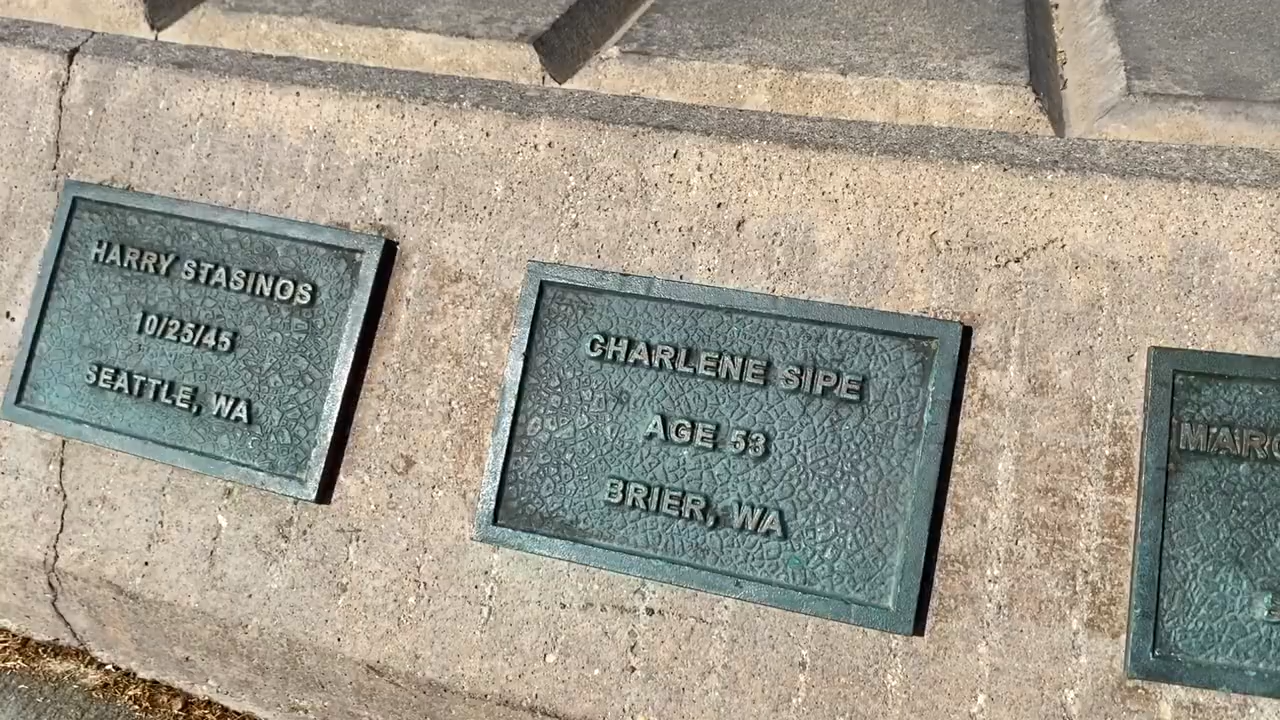 HARRY STASINOS
10/25/45
SEATTLE, WA
CHARLENE SIPE
AGE 53
BRIER, WA